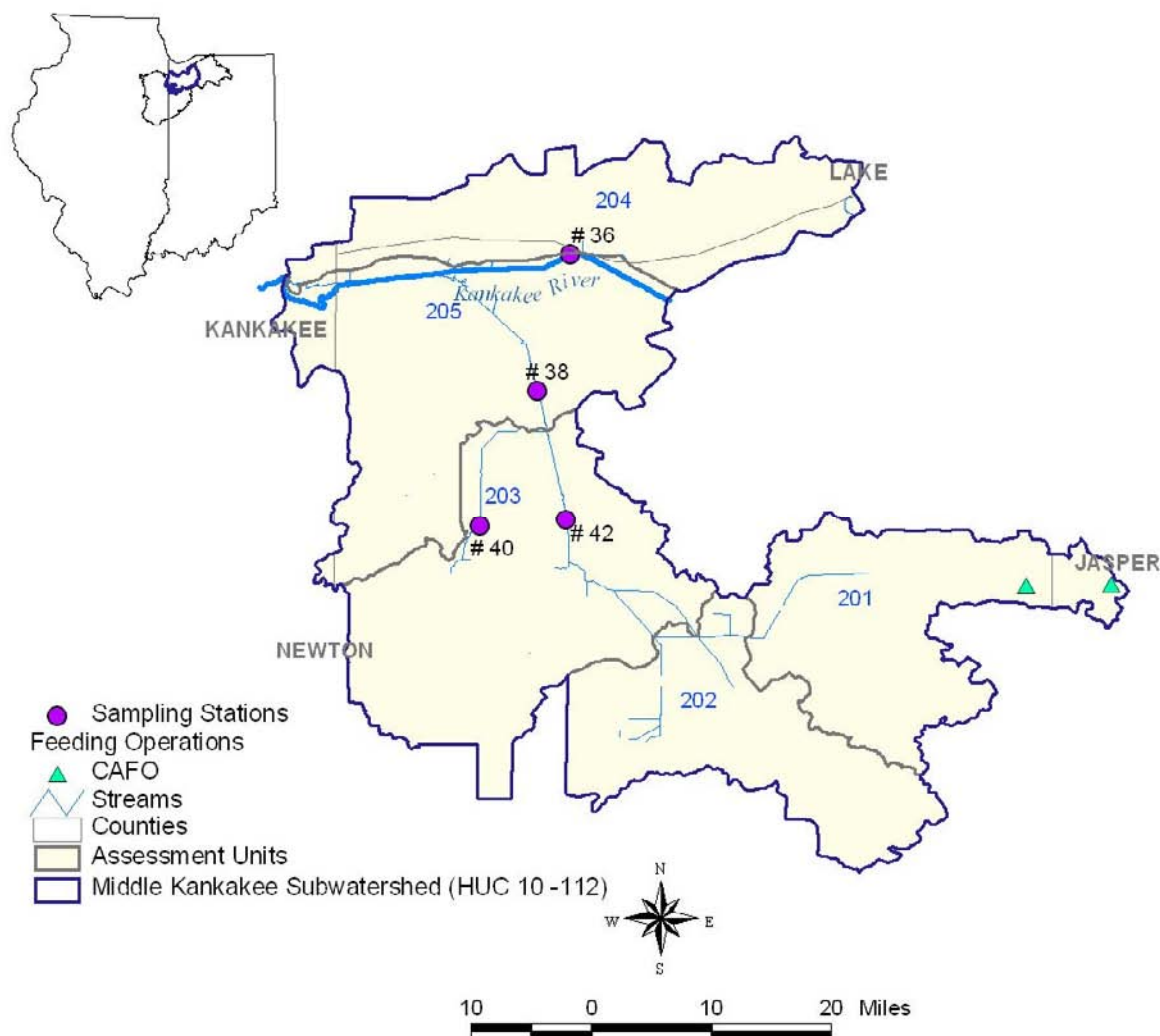 LAKE
204
# 36
Kankakee River
205
KANKAKEE
# 38
203
# 40
# 42
JASPER
201
NEWTON
202
Sampling Stations
Feeding Operations
CAFO
Streams
Counties
Assessment Units
Middle Kankakee Subwatershed (HUC 10 -112)
N
W E
S
10 0 10 20 Miles